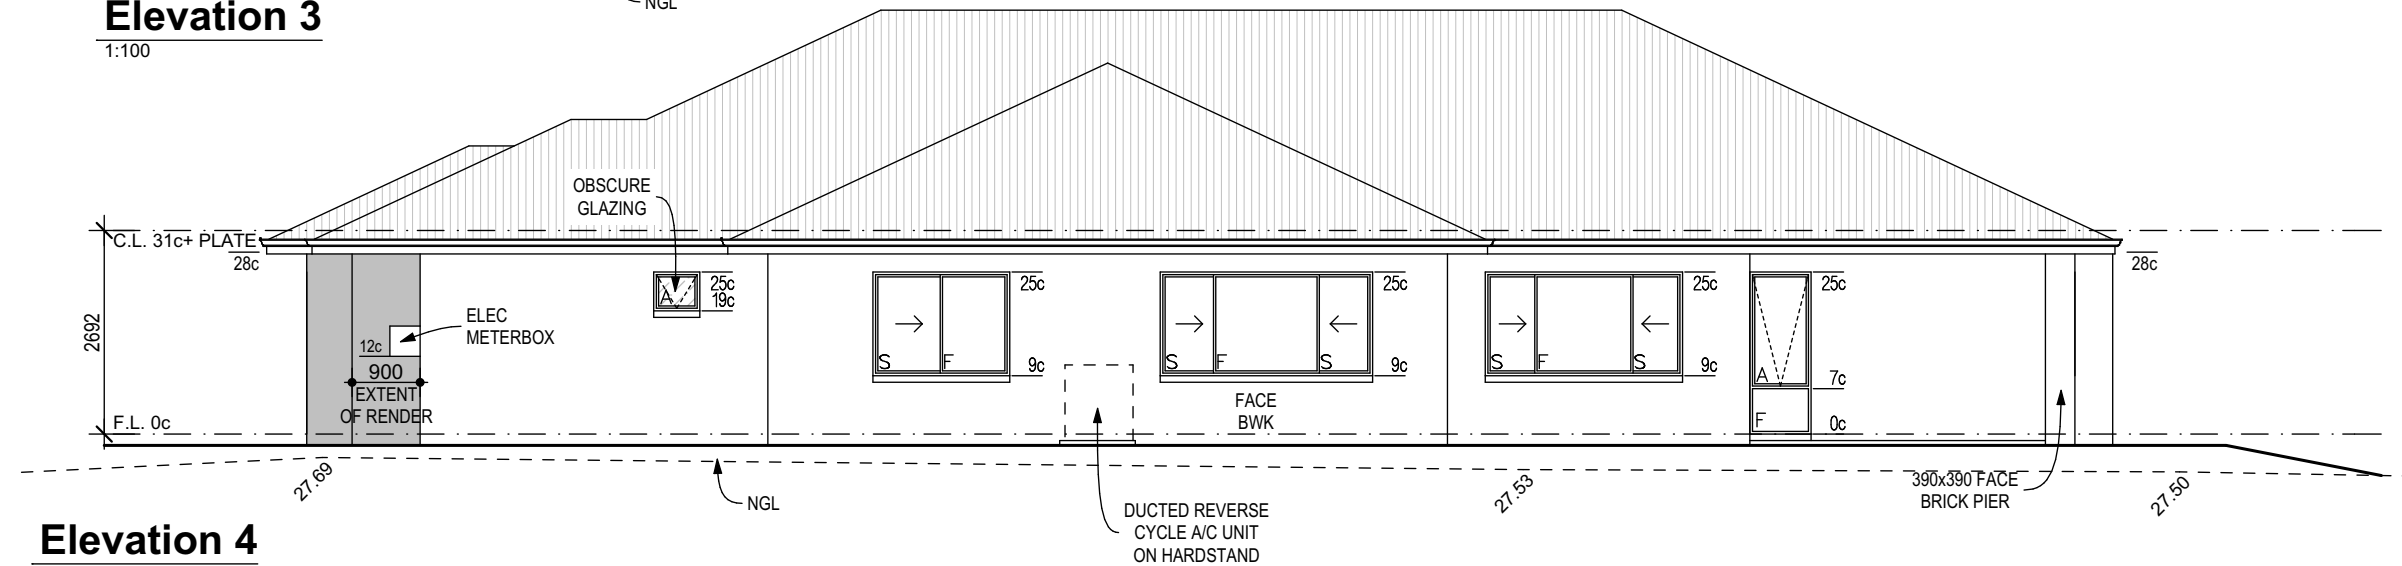 Elevation 3
1:100
NGL
OBSCURE
GLAZING
C.L. 31c+ PLATE
28c
28c
25c
19c
25c
25c
25c
25c
ELEC
METERBOX
2692
12c
A
S
F
9c
S
F
S
9c
S
F
S
9c
A
7c
900
EXTENT
OF RENDER
FACE
BWK
F.L. 0c
F
0c
27.69
NGL
27.53
390x390 FACE
BRICK PIER
27.50
DUCTED REVERSE
CYCLE A/C UNIT
ON HARDSTAND
Elevation 4